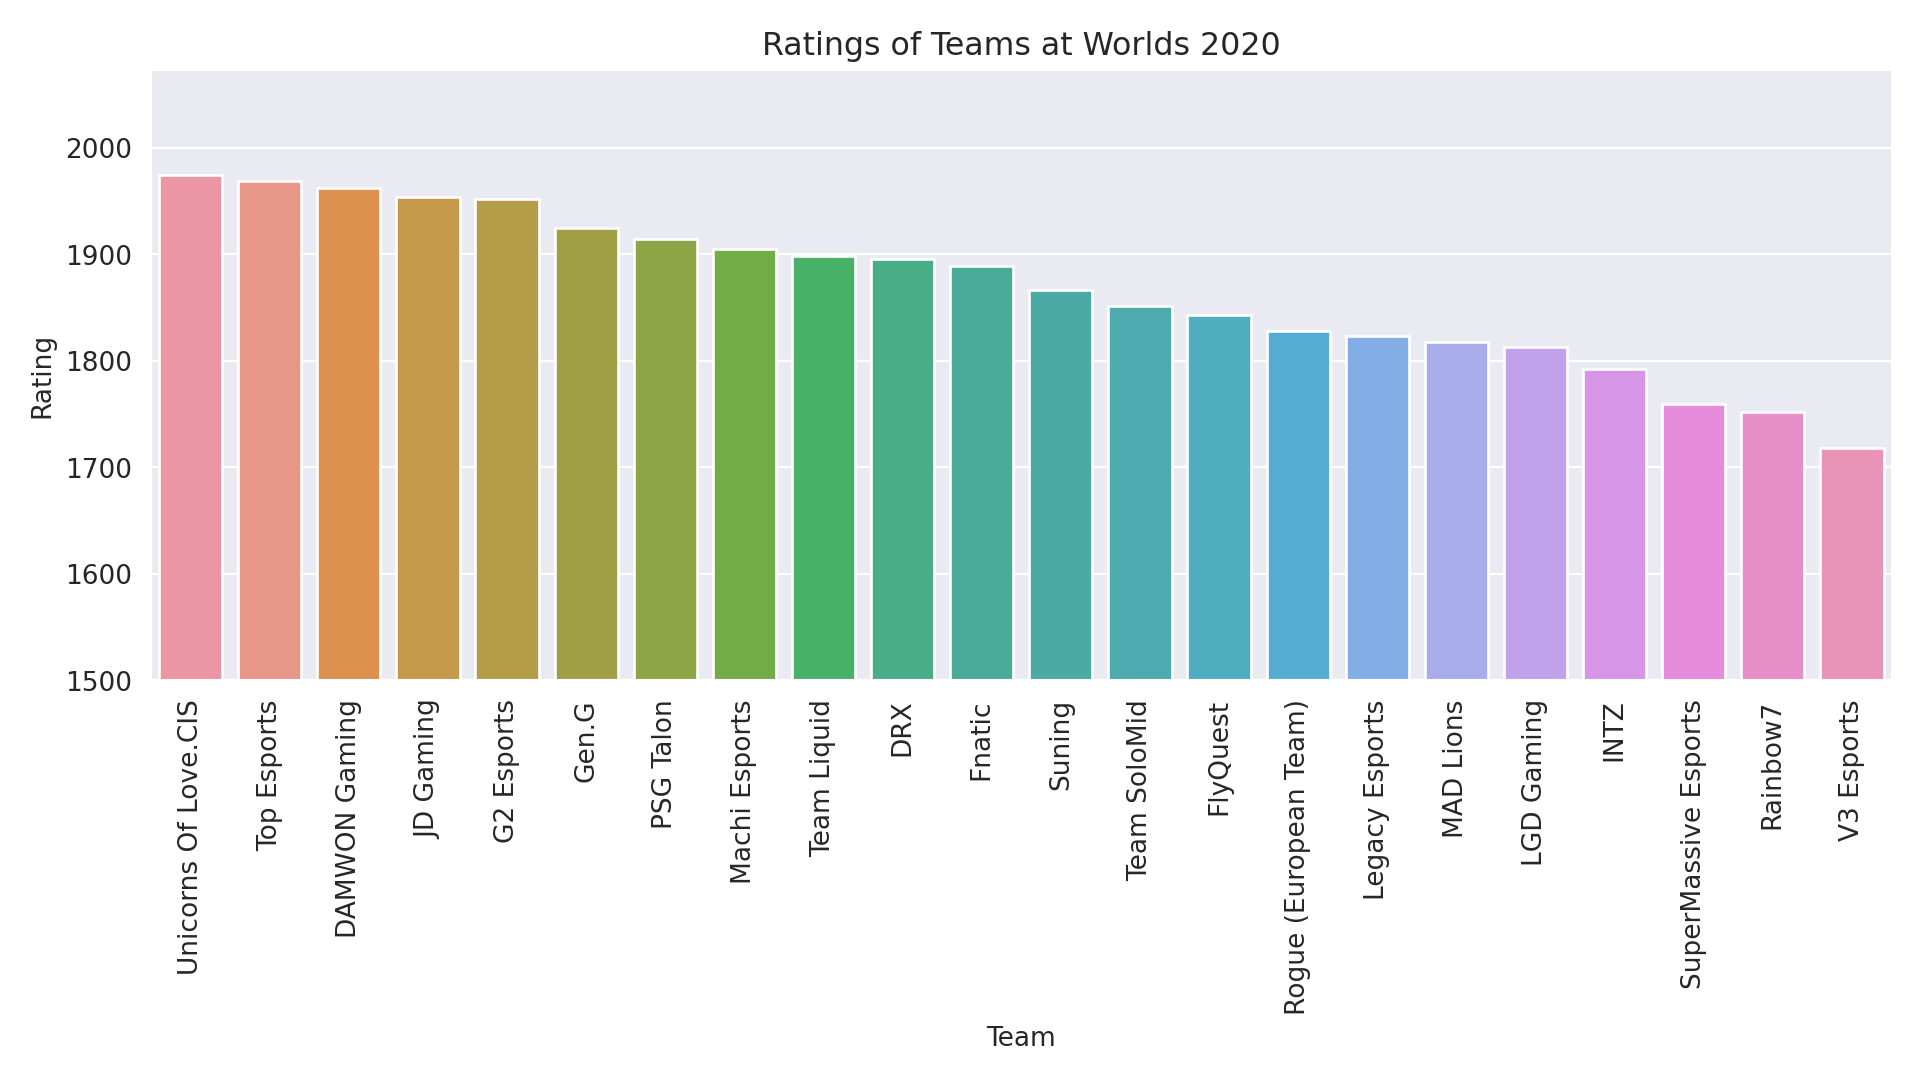 Ratings of Teams at Worlds 2020
2000
1900
1800
1700
1600
1500
Rating
Unicorns Of Love.CIS
Top Esports
DAMWON Gaming
JD Gaming
G2 Esports
Gen.G
PSG Talon
Machi Esports
Team Liquid
DRX
Fnatic
Suning
Team SoloMid
FlyQuest
Rogue (European Team)
Legacy Esports
MAD Lions
LGD Gaming
INTZ
SuperMassive Esports
Rainbow7
V3 Esports
Team